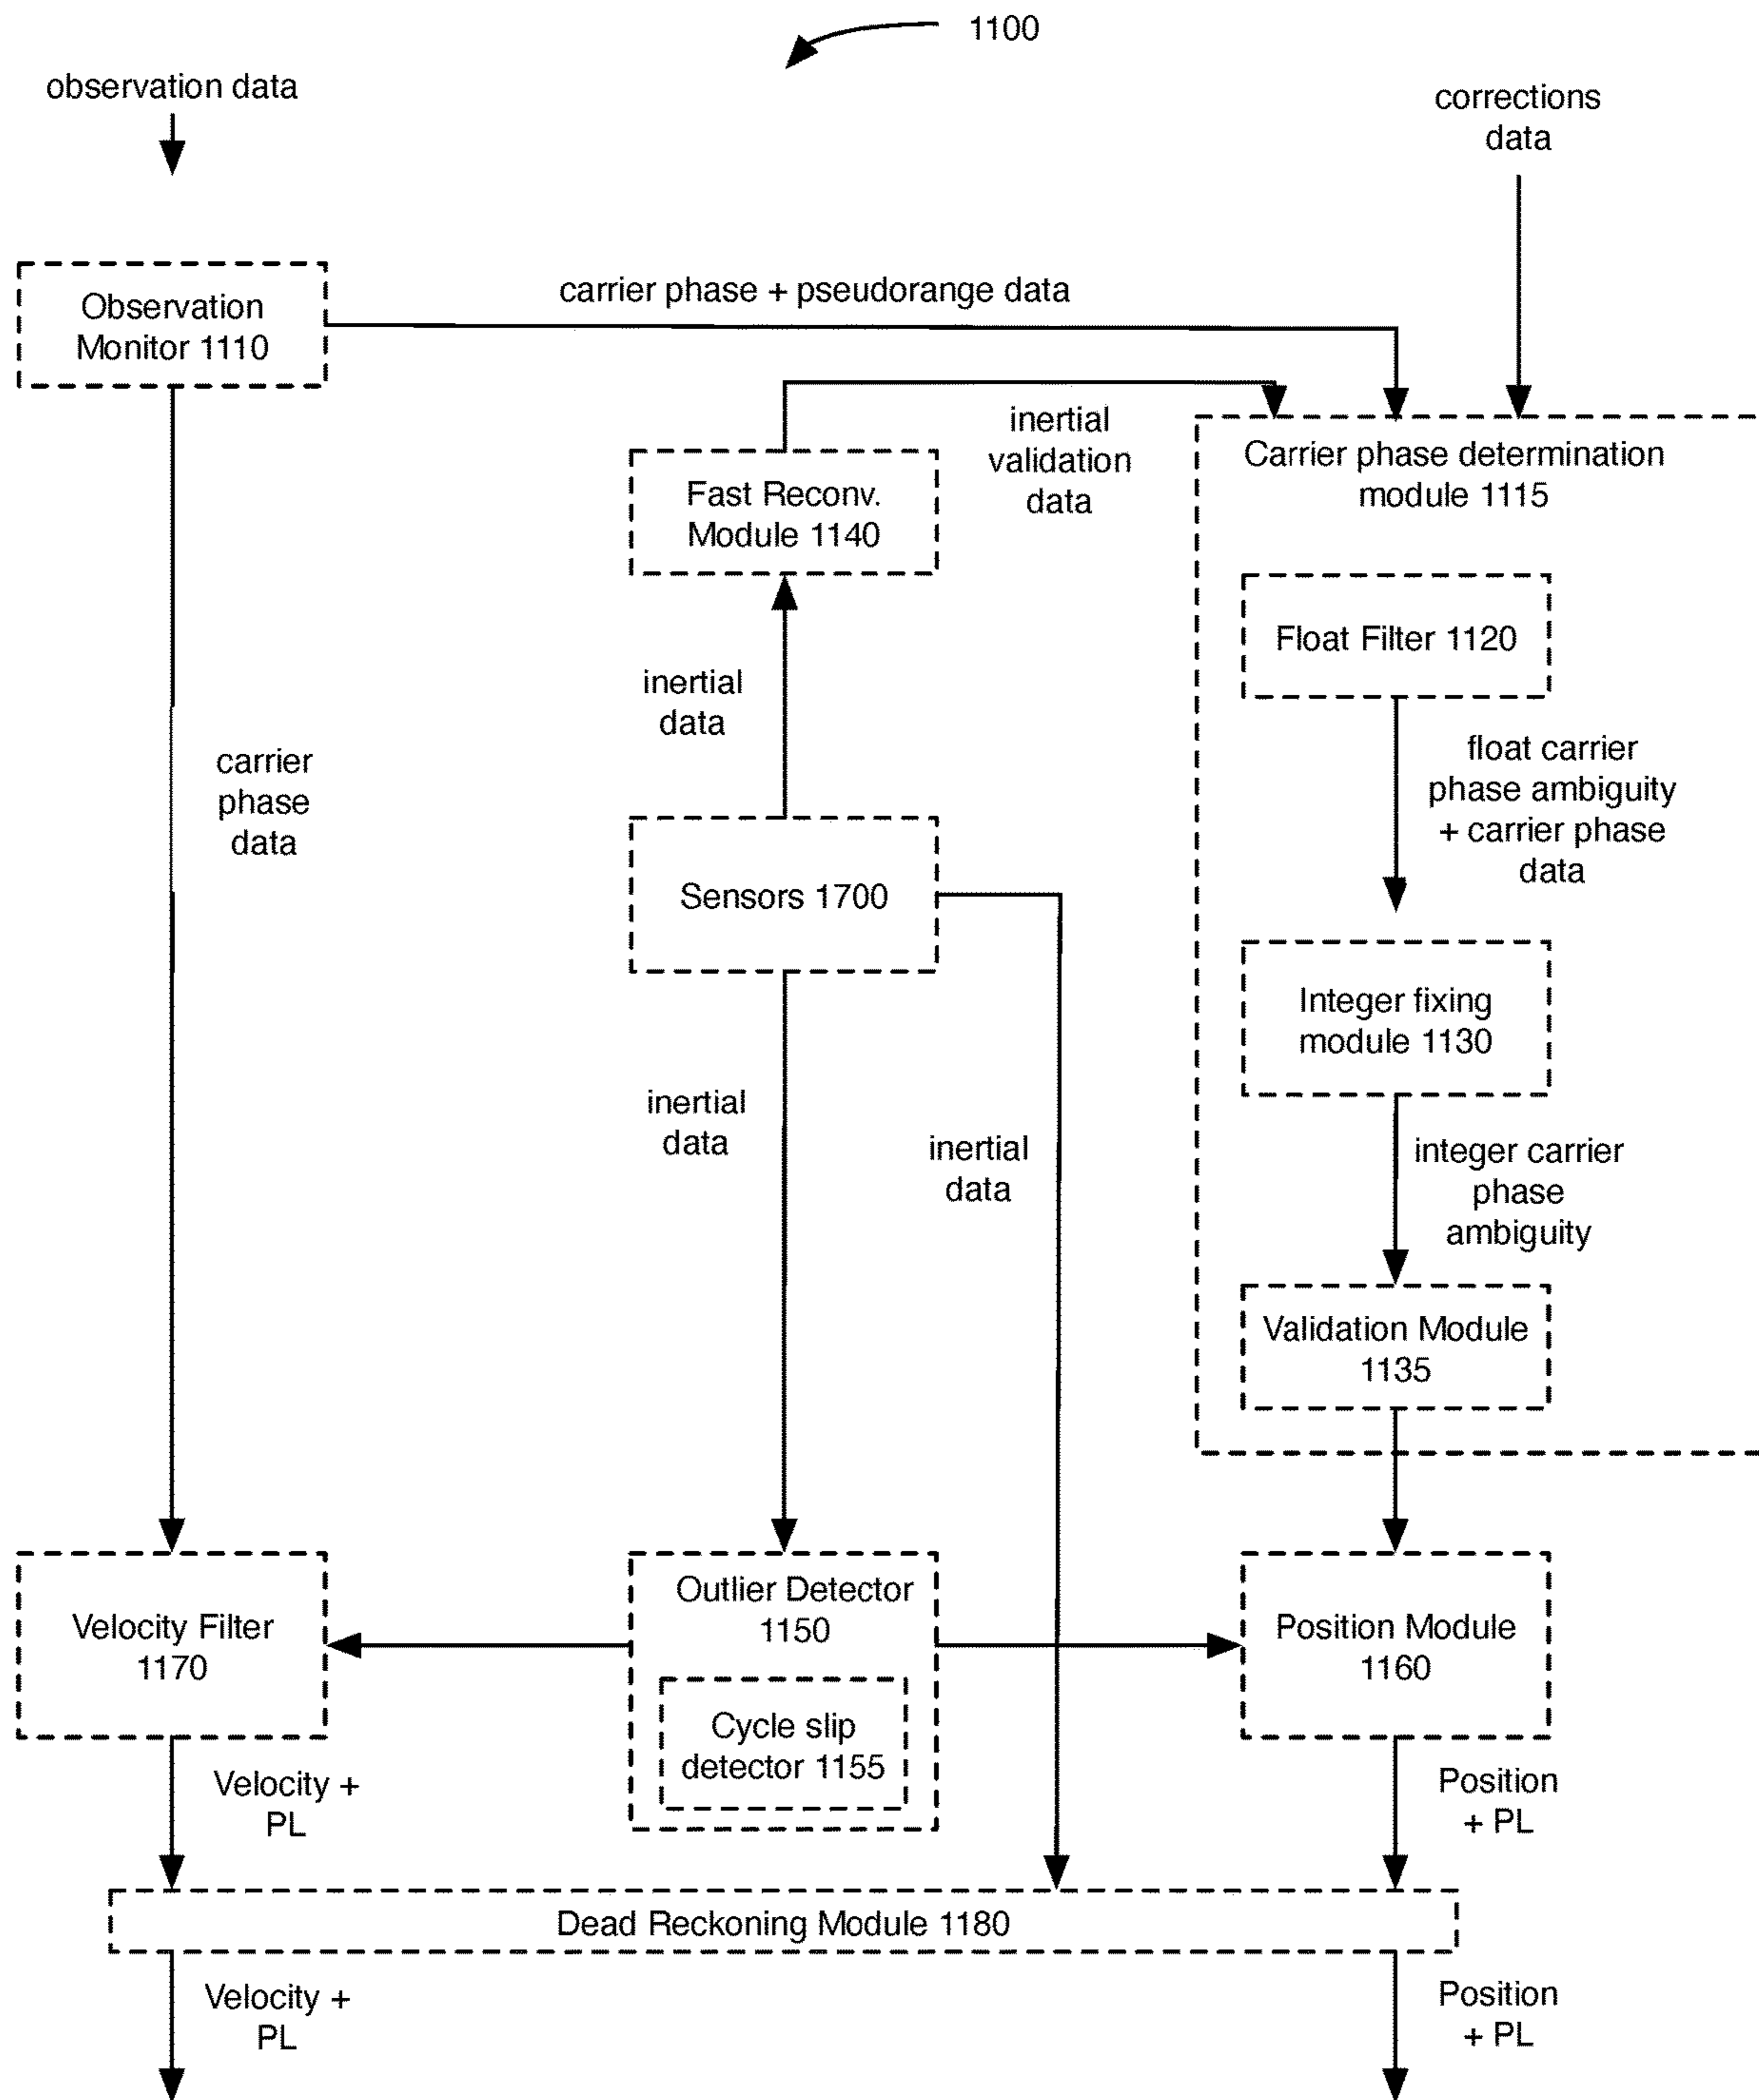 1100
observation data
corrections
data
Observation
Monitor 1110
carrier phase + pseudorange data
inertial
validation
data
Carrier phase determination
module 1115
Fast Reconv.
Module 1140
Float Filter 1120
inertial
data
carrier
phase
data
float carrier
phase ambiguity
+ carrier phase
data
Sensors 1700
Integer fixing
module 1130
inertial
data
inertial
data
integer carrier
phase
ambiguity
Validation Module
1135
Velocity Filter
1170
Outlier Detector
1150
Cycle slip
detector 1155
Position Module
1160
Velocity +
PL
Position
+ PL
Dead Reckoning Module 1180
Velocity +
PL
Position
+ PL